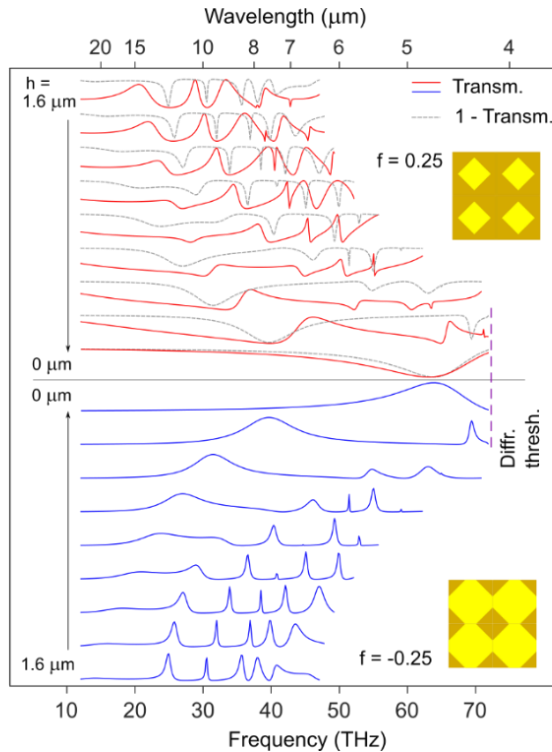 Wavelength (μm)
20 15 10 8 7 6 5 4
h =
1.6 μm
Transm.
1 - Transm.
f = 0.25
0 μm
0 μm
Diffr.
thresh.
1.6 μm
f = -0.25
10 20 30 40 50 60 70
Frequency (THz)